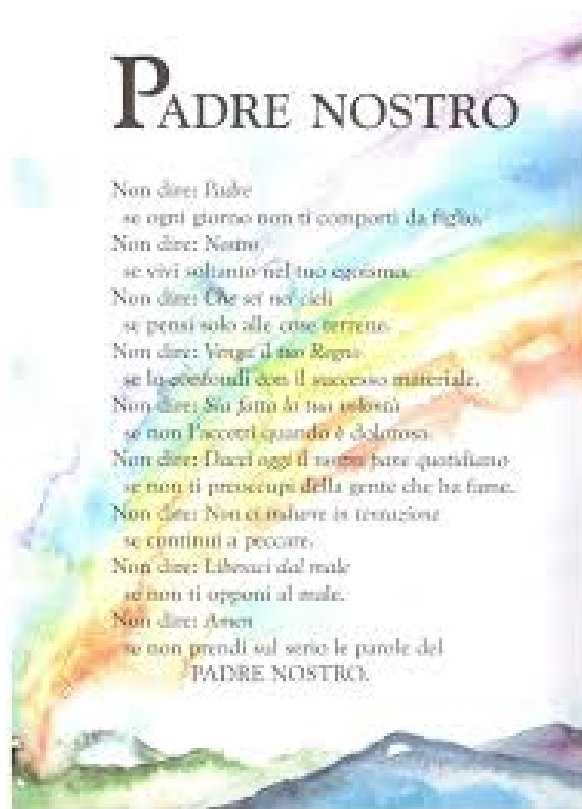 PADRE NOSTRO
Non dire: Padre
se ogni giorno non ti comporti da figlio.
Non dire: Nostro
se vivi soltanto nel tuo egoismo.
Non dire: Che sei nei cieli
se pensi solo alle cose terrene.
Non dire: Venga il tuo Regno
se lo confondi con il successo materiale.
Non dire: Sia fatta la tua volontà
se non l'accetti quando è dolorosa.
Non dire: Dacci oggi il nostro pane quotidiano
se non ti preoccupi della gente che ha fame.
Non dire: Non ci indurre in tentazione
se continui a peccare.
Non dire: Liberaci dal male
se non ti opponi al male.
Non dire: Amen
se non prendi sul serio le parole del
PADRE NOSTRO.